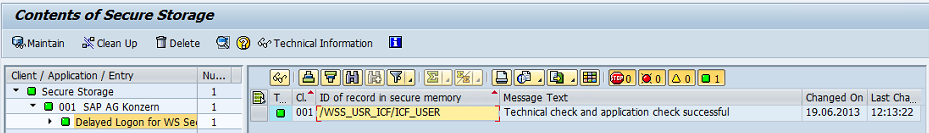 Contents of Secure Storage
Maintain Clean Up Delete Technical Information
Client / Application / Entry Nu...
Secure Storage 1
001 SAP AG Konzern 1
Delayed Logon for WS Sec 1
0 0 0 1
T.. Cl. ID of record in secure memory Message Text Changed On Last Cha...
001 /WSS_USR_ICF/ICF_USER Technical check and application check successful 19.06.2013 12:13:22